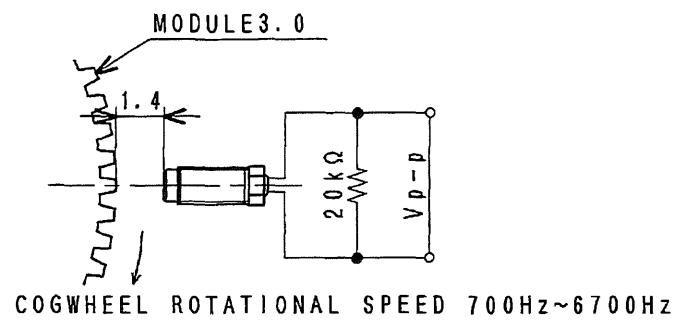 MODULE3.0
1.4
20kΩ
Vp-p
COGWHEEL ROTATIONAL SPEED 700Hz~6700Hz